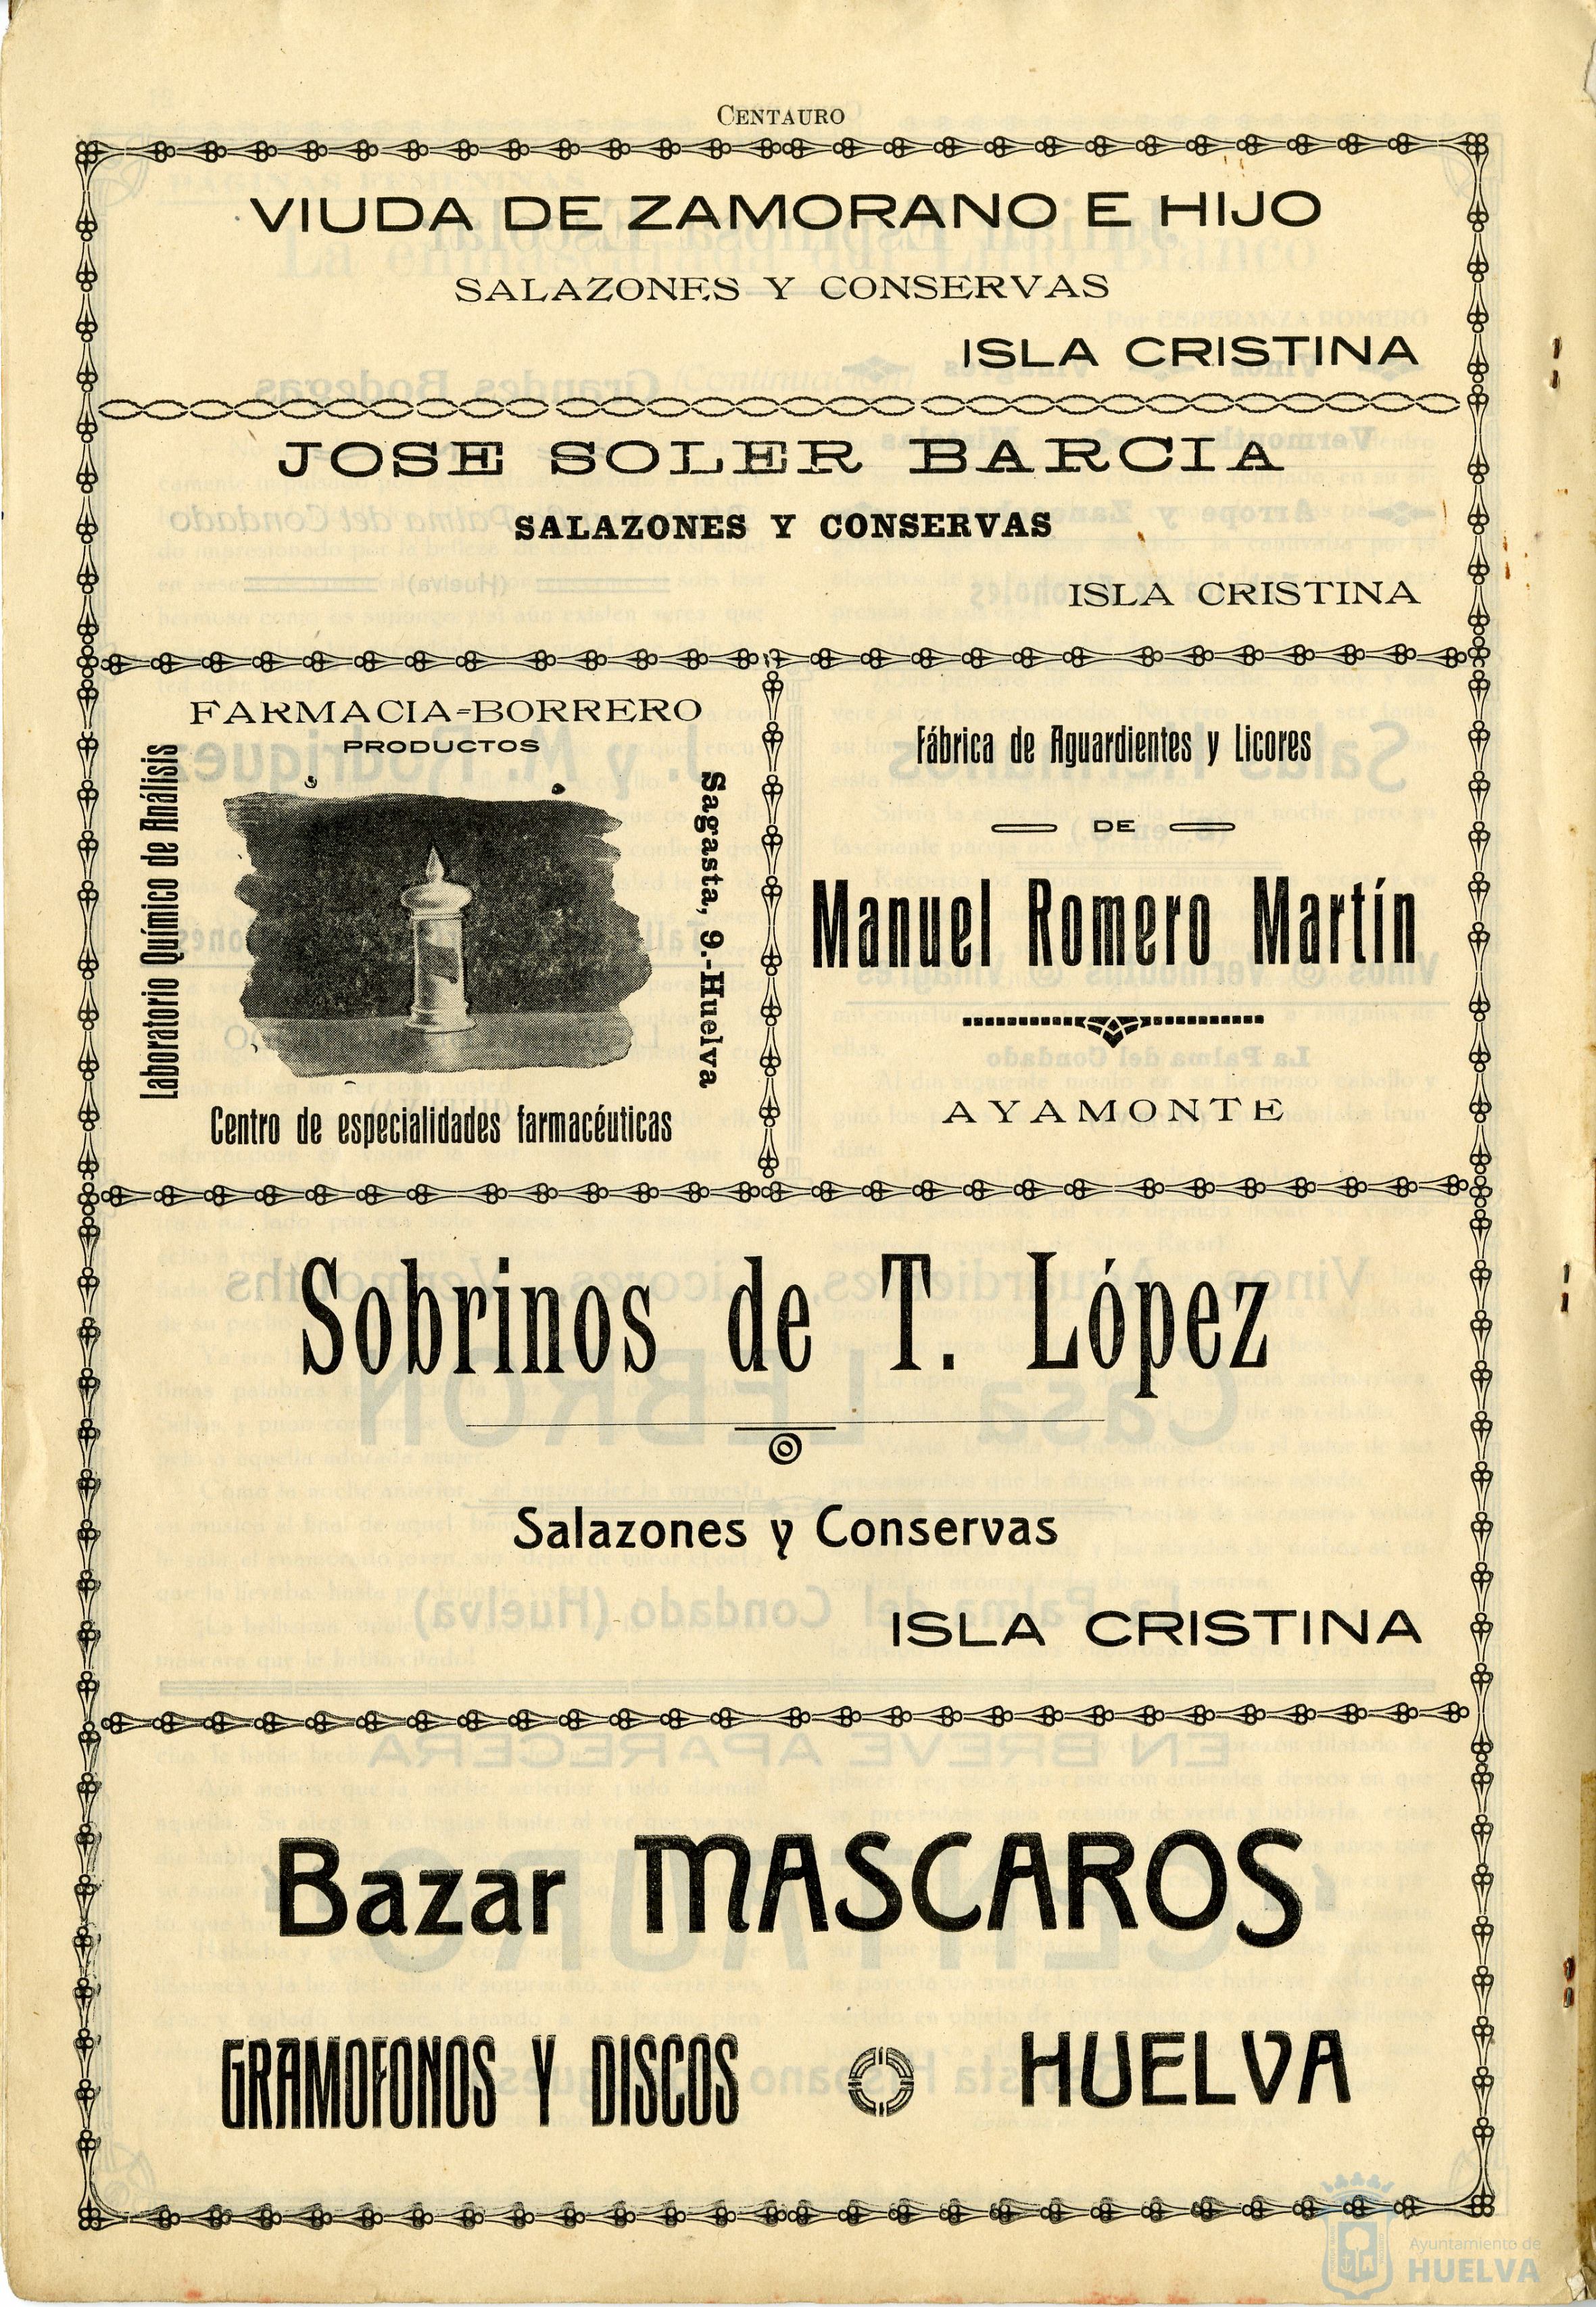 CENTAURO
VIUDA DE ZAMORANO E HIJO
SALAZONES Y CONSERVAS
ISLA CRISTINA
JOSE SOLER BARCIA
SALAZONES Y CONSERVAS
ISLA CRISTINA
FARMACIA=BORRERO
PRODUCTOS
Laboratorio Químico de Análisis
Sagasta, 9.-Huelva
Centro de especialidades farmacéuticas
Fábrica de Aguardientes y Licores
DE
Manuel Romero Martín
AYAMONTE
Sobrinos de T. López
Salazones y Conservas
ISLA CRISTINA
Bazar MASCAROS
GRAMOFONOS Y DISCOS
HUELVA
Ayuntamiento de
HUELVA